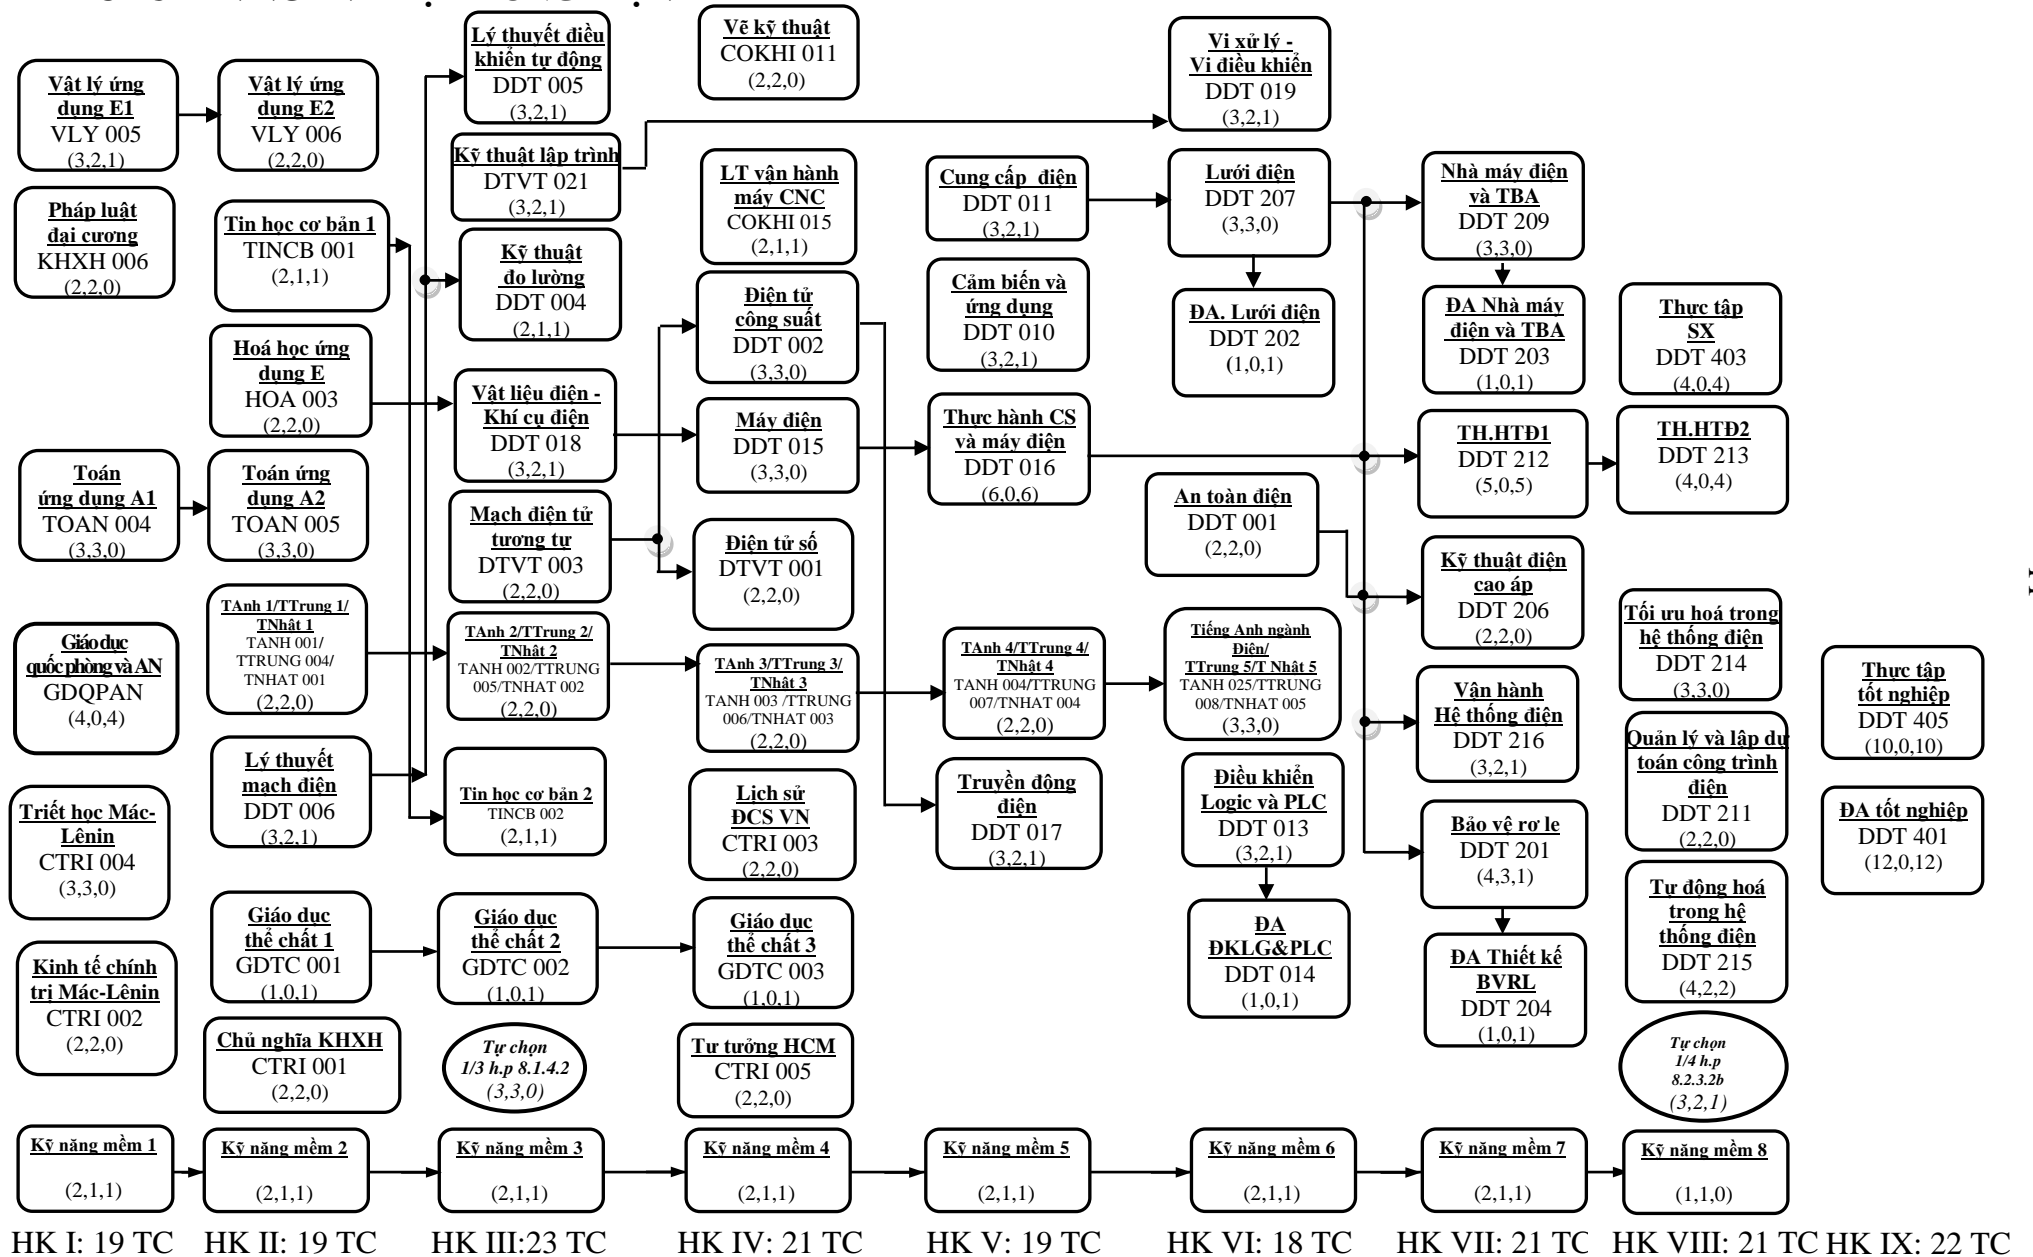 Vật lý ứng
dụng E1
VLY 005
(3,2,1)
Pháp luật
đại cương
KHXH 006
(2,2,0)
Toán
ứng dụng A1
TOAN 004
(3,3,0)
Giáo dục
quốc phòng và AN
GDQPAN
(4,0,4)
Triết học Mác-
Lênin
CTRI 004
(3,3,0)
Kinh tế chính
trị Mác-Lênin
CTRI 002
(2,2,0)
Kỹ năng mềm 1
(2,1,1)
HK I: 19 TC
Vật lý ứng
dụng E2
VLY 006
(2,2,0)
Tin học cơ bản 1
TINCB 001
(2,1,1)
Hoá học ứng
dụng E
HOA 003
(2,2,0)
Toán ứng
dụng A2
TOAN 005
(3,3,0)
TAnh 1/TTrung 1/
TNhật 1
TANH 001/
TTRUNG 004/
TNHAT 001
(2,2,0)
Lý thuyết
mạch điện
DDT 006
(3,2,1)
Giáo dục
thể chất 1
GDTC 001
(1,0,1)
Chủ nghĩa KHXH
CTRI 001
(2,2,0)
Kỹ năng mềm 2
(2,1,1)
HK II: 19 TC
Lý thuyết điều
khiển tự động
DDT 005
(3,2,1)
Kỹ thuật lập trình
DTVT 021
(3,2,1)
Kỹ thuật
đo lường
DDT 004
(2,1,1)
Vật liệu điện -
Khí cụ điện
DDT 018
(3,2,1)
Mạch điện tử
tương tự
DTVT 003
(2,2,0)
TAnh 2/TTrung 2/
TNhật 2
TANH 002/TTRUNG
005/TNHAT 002
(2,2,0)
Tin học cơ bản 2
TINCB 002
(2,1,1)
Giáo dục
thể chất 2
GDTC 002
(1,0,1)
Tự chọn
1/3 h.p 8.1.4.2
(3,3,0)
Kỹ năng mềm 3
(2,1,1)
HK III:23 TC
Vẽ kỹ thuật
COKHI 011
(2,2,0)
LT vận hành
máy CNC
COKHI 015
(2,1,1)
Điện tử
công suất
DDT 002
(3,3,0)
Máy điện
DDT 015
(3,3,0)
Điện tử số
DTVT 001
(2,2,0)
TAnh 3/TTrung 3/
TNhật 3
TANH 003 /TTRUNG
006/TNHAT 003
(2,2,0)
Lịch sử
ĐCS VN
CTRI 003
(2,2,0)
Giáo dục
thể chất 3
GDTC 003
(1,0,1)
Tư tưởng HCM
CTRI 005
(2,2,0)
Kỹ năng mềm 4
(2,1,1)
HK IV: 21 TC
Cung cấp điện
DDT 011
(3,2,1)
Cảm biến và
ứng dụng
DDT 010
(3,2,1)
Thực hành CS
và máy điện
DDT 016
(6,0,6)
TAnh 4/TTrung 4/
TNhật 4
TANH 004/TTRUNG
007/TNHAT 004
(2,2,0)
Truyền động
điện
DDT 017
(3,2,1)
Kỹ năng mềm 5
(2,1,1)
HK V: 19 TC
Vi xử lý -
Vi điều khiển
DDT 019
(3,2,1)
Lưới điện
DDT 207
(3,3,0)
ĐA. Lưới điện
DDT 202
(1,0,1)
An toàn điện
DDT 001
(2,2,0)
Tiếng Anh ngành
Điện/
TTrung 5/T Nhật 5
TANH 025/TTRUNG
008/TNHAT 005
(3,3,0)
Điều khiển
Logic và PLC
DDT 013
(3,2,1)
ĐA
ĐKLG&PLC
DDT 014
(1,0,1)
Kỹ năng mềm 6
(2,1,1)
HK VI: 18 TC
Nhà máy điện
và TBA
DDT 209
(3,3,0)
ĐA Nhà máy
điện và TBA
DDT 203
(1,0,1)
TH.HTĐ1
DDT 212
(5,0,5)
Kỹ thuật điện
cao áp
DDT 206
(2,2,0)
Vận hành
Hệ thống điện
DDT 216
(3,2,1)
Bảo vệ rơ le
DDT 201
(4,3,1)
ĐA Thiết kế
BVRL
DDT 204
(1,0,1)
Kỹ năng mềm 7
(2,1,1)
HK VII: 21 TC
Thực tập
SX
DDT 403
(4,0,4)
TH.HTĐ2
DDT 213
(4,0,4)
Tối ưu hoá trong
hệ thống điện
DDT 214
(3,3,0)
Quản lý và lập dự
toán công trình
điện
DDT 211
(2,2,0)
Tự động hoá
trong hệ
thống điện
DDT 215
(4,2,2)
Tự chọn
1/4 h.p
8.2.3.2b
(3,2,1)
Kỹ năng mềm 8
(1,1,0)
HK VIII: 21 TC
Thực tập
tốt nghiệp
DDT 405
(10,0,10)
ĐA tốt nghiệp
DDT 401
(12,0,12)
HK IX: 22 TC